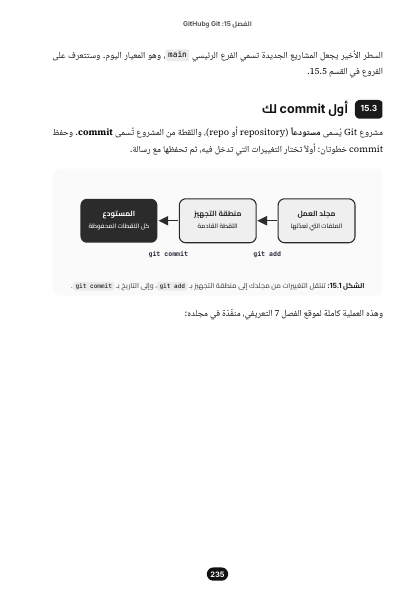 الفصل 15: Git وGitHub
السطر الأخير يجعل المشاريع الجديدة تسمي الفرع الرئيسي main، وهو المعيار اليوم. وستتعرف على
الفروع في القسم 15.5.
15.3 أول commit لك
مشروع Git يُسمى مستودعاً (repository أو repo)، واللقطة من المشروع تُسمى commit. وحفظ
commit خطوتان: أولاً تختار التغييرات التي تدخل فيه، ثم تحفظها مع رسالة.
مجلد العمل
الملفات التي تعدّلها
منطقة التجهيز
اللقطة القادمة
المستودع
كل اللقطات المحفوظة
git add
git commit
الشكل 15.1: تنتقل التغييرات من مجلدك إلى منطقة التجهيز بـ git add، وإلى التاريخ بـ git commit.
وهذه العملية كاملة لموقع الفصل 7 التعريفي، منفّذة في مجلده:
235